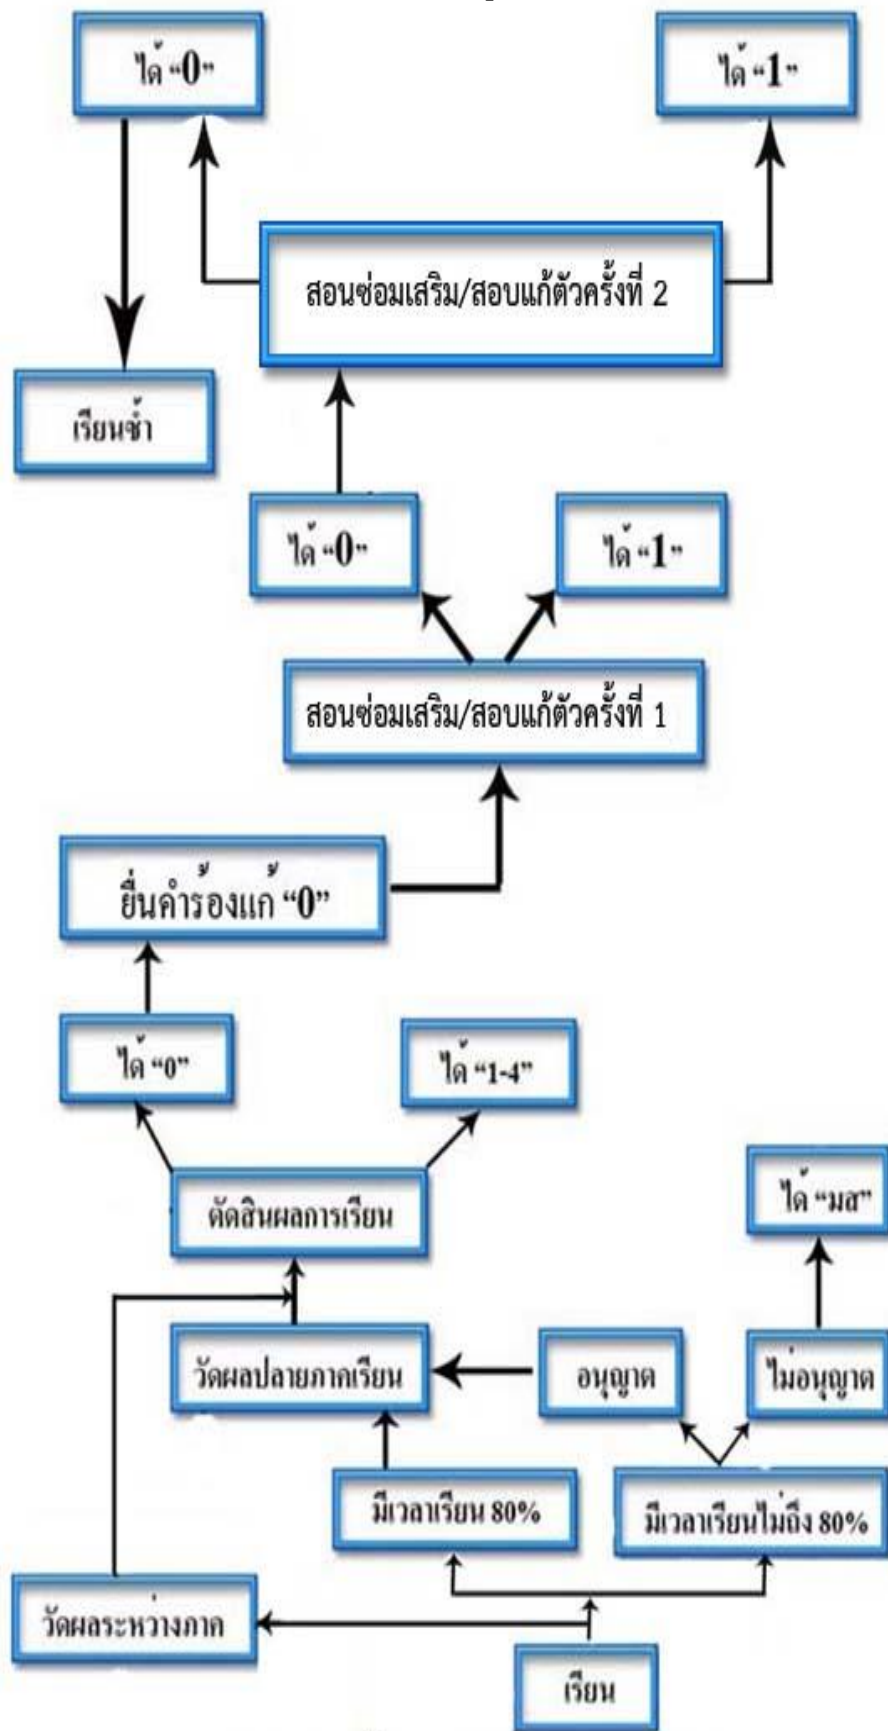 ได้ “0”
ได้ “1”
สอนซ่อมเสริม/สอบแก้ตัวครั้งที่ 2
เรียนซ้ำ
ได้ “0”
ได้ “1”
สอนซ่อมเสริม/สอบแก้ตัวครั้งที่ 1
ยื่นคำร้องแก้ “0”
ได้ “0”
ได้ “1-4”
ตัดสินผลการเรียน
ได้ “มส”
วัดผลปลายภาคเรียน
อนุญาต
ไม่อนุญาต
มีเวลาเรียน 80%
มีเวลาเรียนไม่ถึง 80%
วัดผลระหว่างภาค
เรียน